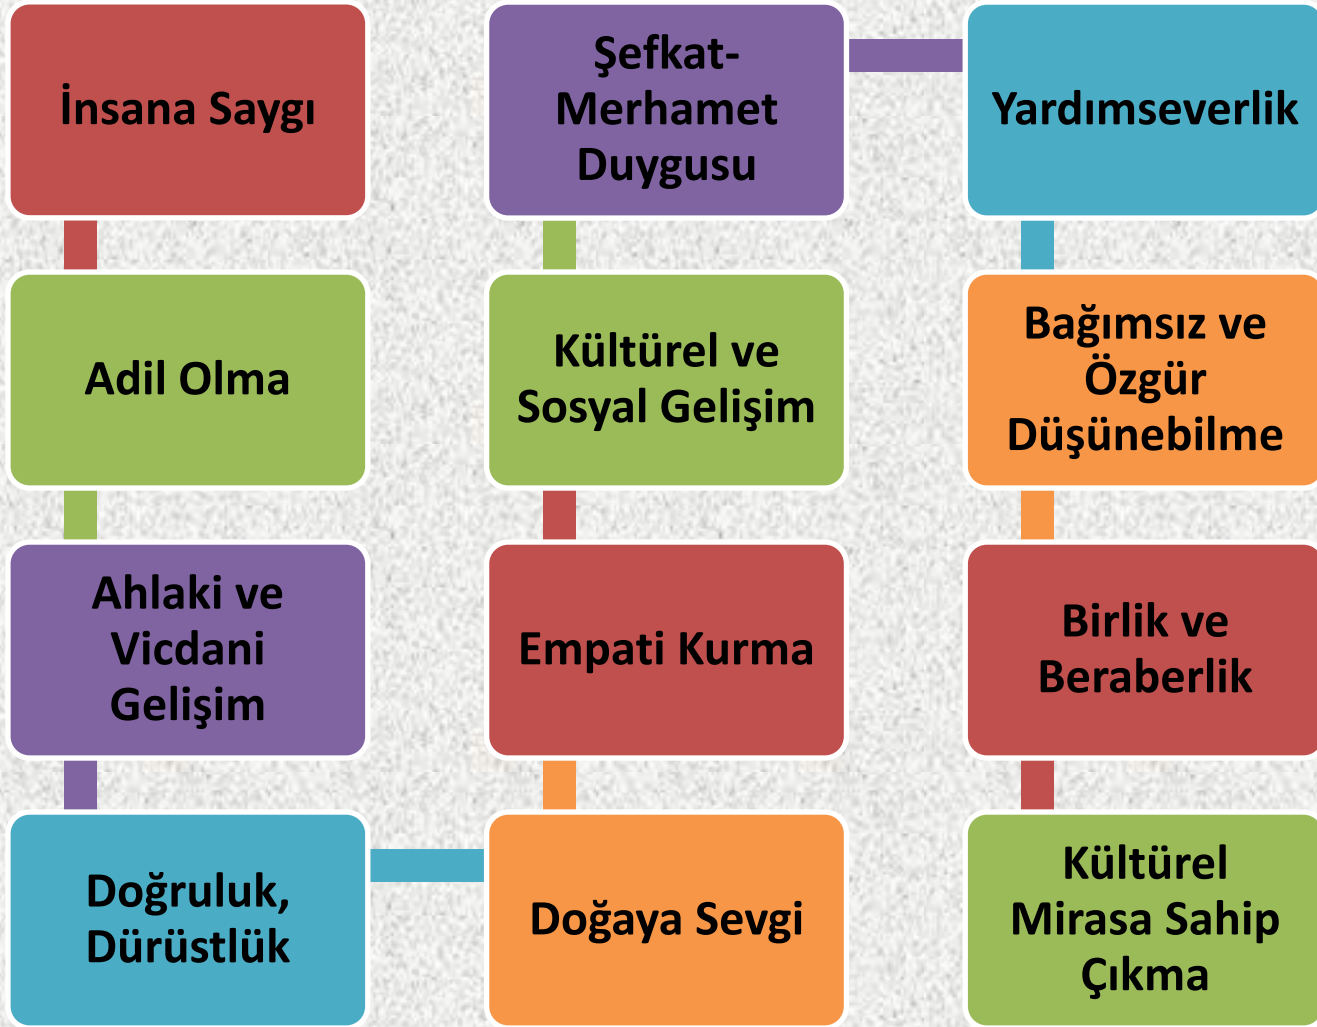 İnsana Saygı
Adil Olma
Ahlaki ve
Vicdani
Gelişim
Doğruluk,
Dürüstlük
Doğaya Sevgi
Empati Kurma
Kültürel ve
Sosyal Gelişim
Şefkat-
Merhamet
Duygusu
Yardımseverlik
Bağımsız ve
Özgür
Düşünebilme
Birlik ve
Beraberlik
Kültürel
Mirasa Sahip
Çıkma